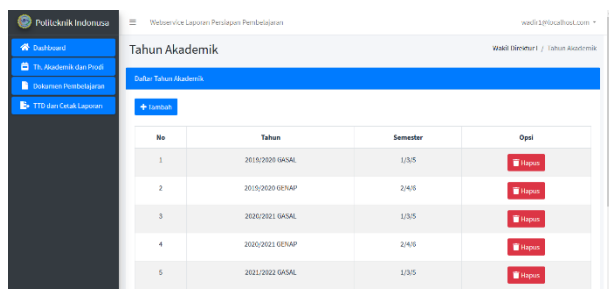 Politeknik Indonusa
Webservice Laporan Persiapan Pembelajaran
wadir1@localhost.com
Dashboard
Th. Akademik dan Prodi
Dokumen Pembelajaran
TTD dan Cetak Laporan
Tahun Akademik
Wakil Direktur I / Tahun Akademik
Daftar Tahun Akademik
+ Tambah
No Tahun Semester Opsi
1 2019/2020 GASAL 1/3/5 Hapus
2 2019/2020 GENAP 2/4/6 Hapus
3 2020/2021 GASAL 1/3/5 Hapus
4 2020/2021 GENAP 2/4/6 Hapus
5 2021/2022 GASAL 1/3/5 Hapus